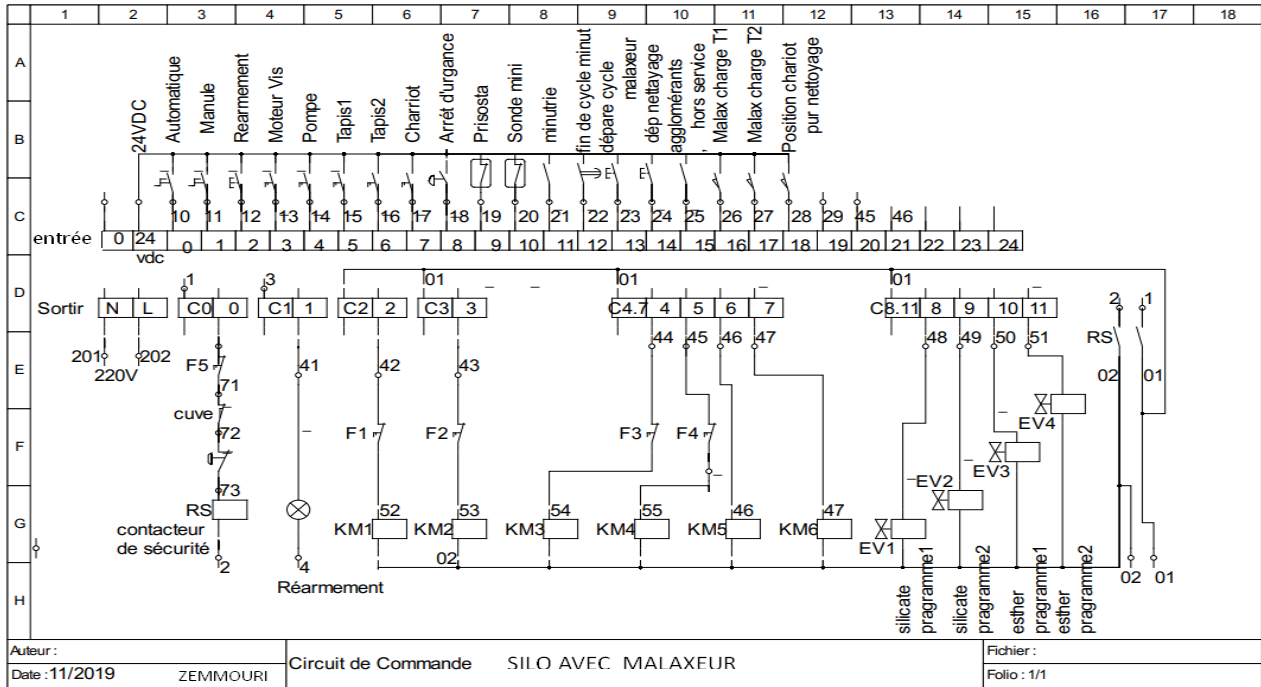 1 2 3 4 5 6 7 8 9 10 11 12 13 14 15 16 17 18
A
B
C
D
E
F
G
H
24VDC
Automatique
Manule
Rearmement
Moteur Vis
Pompe
Tapis1
Tapis2
Charriot
Arrét d'urgance
Prisosta
Sonde mini
minutrie
fin de cycle minut
dépare cycle
malaxeur
dép nettayage
agglomérants
hors service
, Malax charge T1
Malax charge T2
Position chariot
pur nettoyage
10 11 12 13 14 15 16 17 18 19 20 21 22 23 24 25 26 27 28 29 45 46
entrée 0 24 0 1 2 3 4 5 6 7 8 9 10 11 12 13 14 15 16 17 18 19 20 21 22 23 24
vdc
1 3 01 01 01
Sortir N L C0 0 C1 1 C2 2 C3 3 C4.7 4 5 6 7 C8.11 8 9 10 11
2 1
201 202
220V
F5
41 42 43 44 45 46 47 48 49 50 51
RS
02 01
71
cuve
72
F1 F2 F3 F4
EV4
EV3
EV2
73
RS
52 53 54 55 46 47
KM1 KM2 KM3 KM4 KM5 KM6 EV1
contacteur
de sécurité
2 4 02
02 01
Réarmement
silicate
pragramme1
silicate
pragramme2
esther
pragramme1
esther
pragramme2
Auteur :
Date :11/2019 ZEMMOURI
Circuit de Commande SILO AVEC MALAXEUR
Fichier :
Folio : 1/1